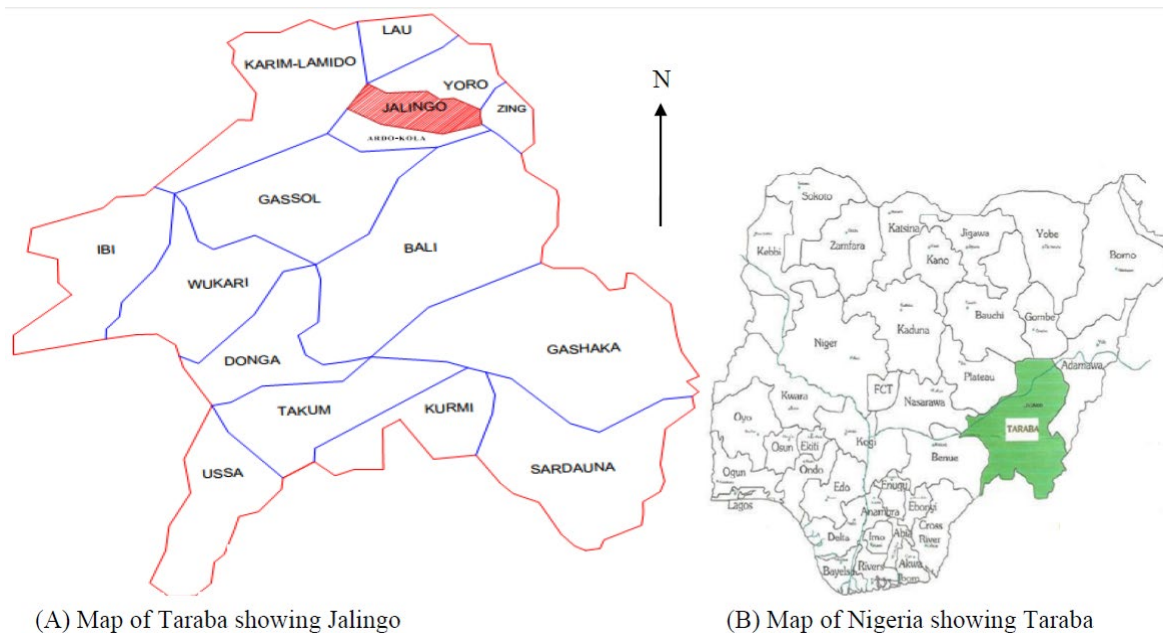 LAU
KARIM-LAMIDO
YORO
JALINGO
ZING
ARDO-KOLA
GASSOL
IBI
BALI
WUKARI
GASHAKA
DONGA
TAKUM
KURMI
USSA
SARDAUNA
N
Sokoto
Katsina
Jigawa
Yobe
Kebbi
Zamfara
Kano
Borno
Bauchi
Gombe
Kaduna
Niger
Adamawa
Plateau
FCT
Nasarawa
Kwara
TARABA
Oyo
Kogi
Osun
Ekiti
Benue
Ogun
Ondo
Edo
Enugu
Lagos
Anambra
Ebonyi
Cross
River
Delta
Imo
Abia
Akwa
Ibom
Bayelsa
Rivers
(A) Map of Taraba showing Jalingo
(B) Map of Nigeria showing Taraba